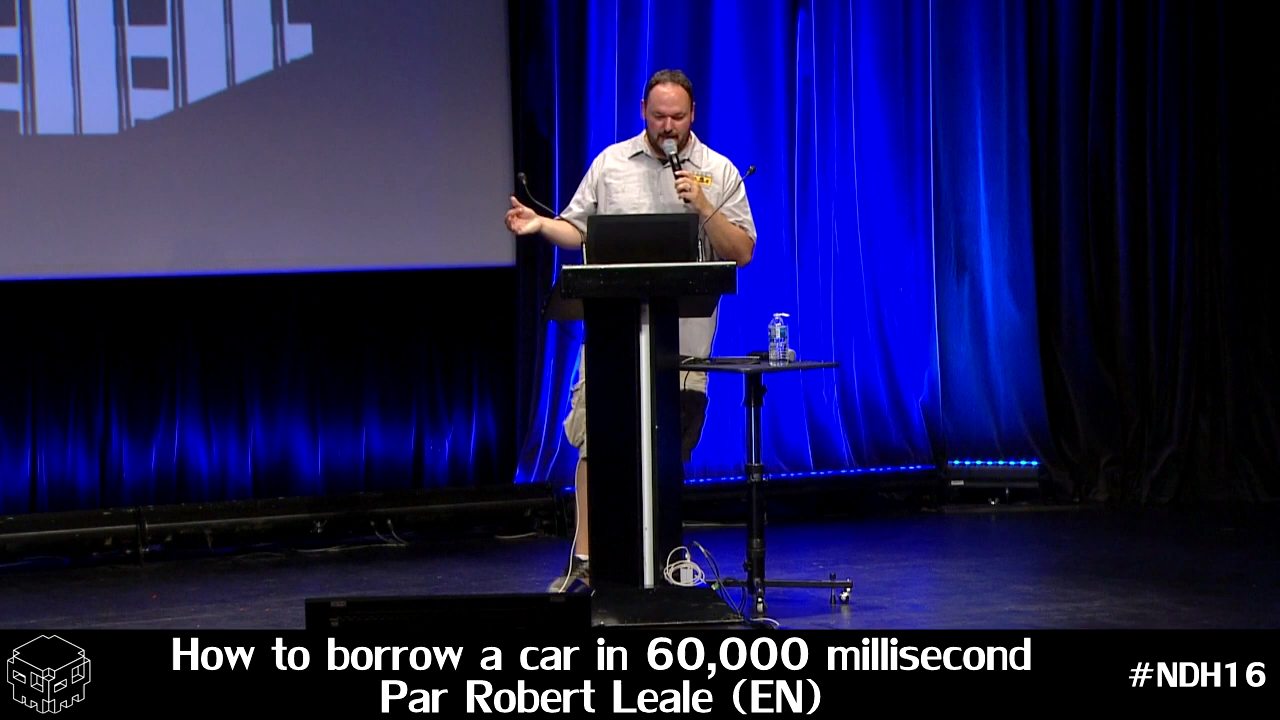 How to borrow a car in 60,000 millisecond
Par Robert Leale (EN)
#NDH16